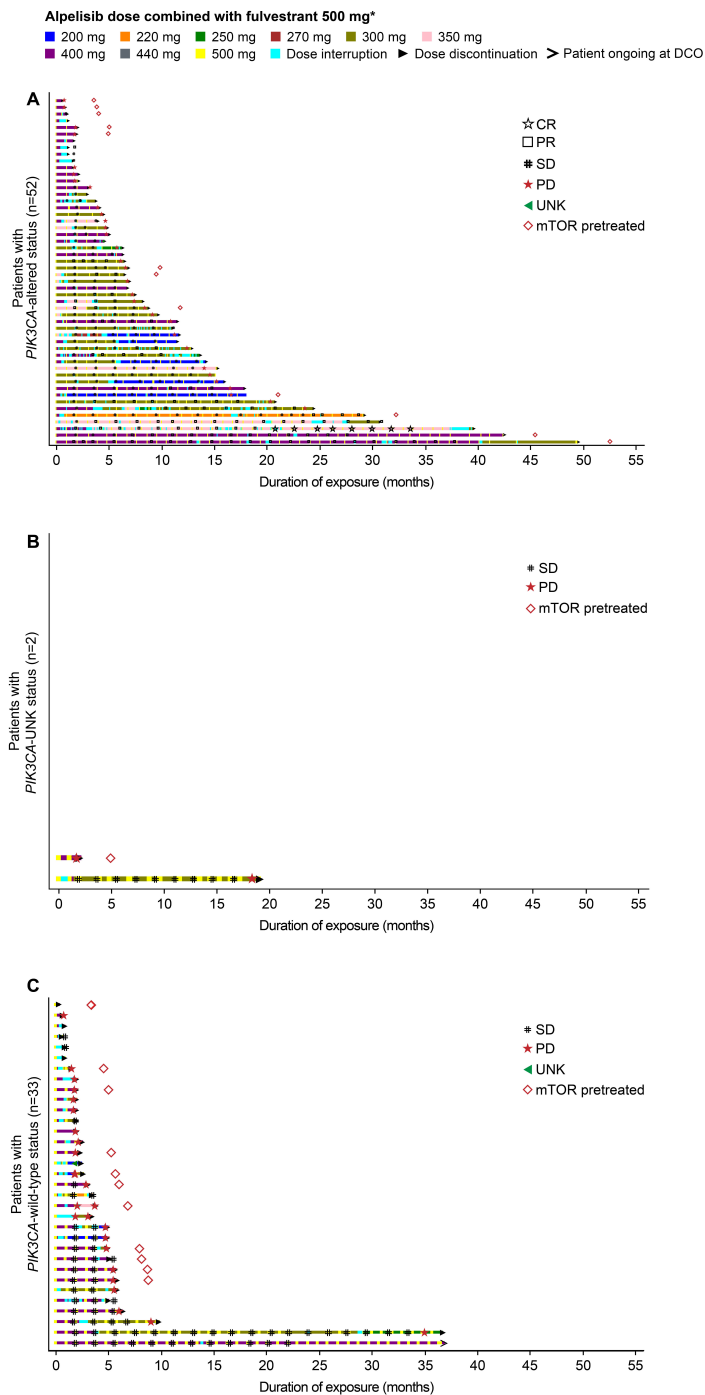 Alpelisib dose combined with fulvestrant 500 mg*
200 mg 220 mg 250 mg 270 mg 300 mg 350 mg
400 mg 440 mg 500 mg Dose interruption Dose discontinuation Patient ongoing at DCO
A
CR
PR
SD
PD
UNK
mTOR pretreated
Patients with
PIK3CA-altered status (n=52)
0 5 10 15 20 25 30 35 40 45 50 55
Duration of exposure (months)
B
SD
PD
mTOR pretreated
Patients with
PIK3CA-UNK status (n=2)
0 5 10 15 20 25 30 35 40 45 50 55
Duration of exposure (months)
C
SD
PD
UNK
mTOR pretreated
Patients with
PIK3CA-wild-type status (n=33)
0 5 10 15 20 25 30 35 40 45 50 55
Duration of exposure (months)